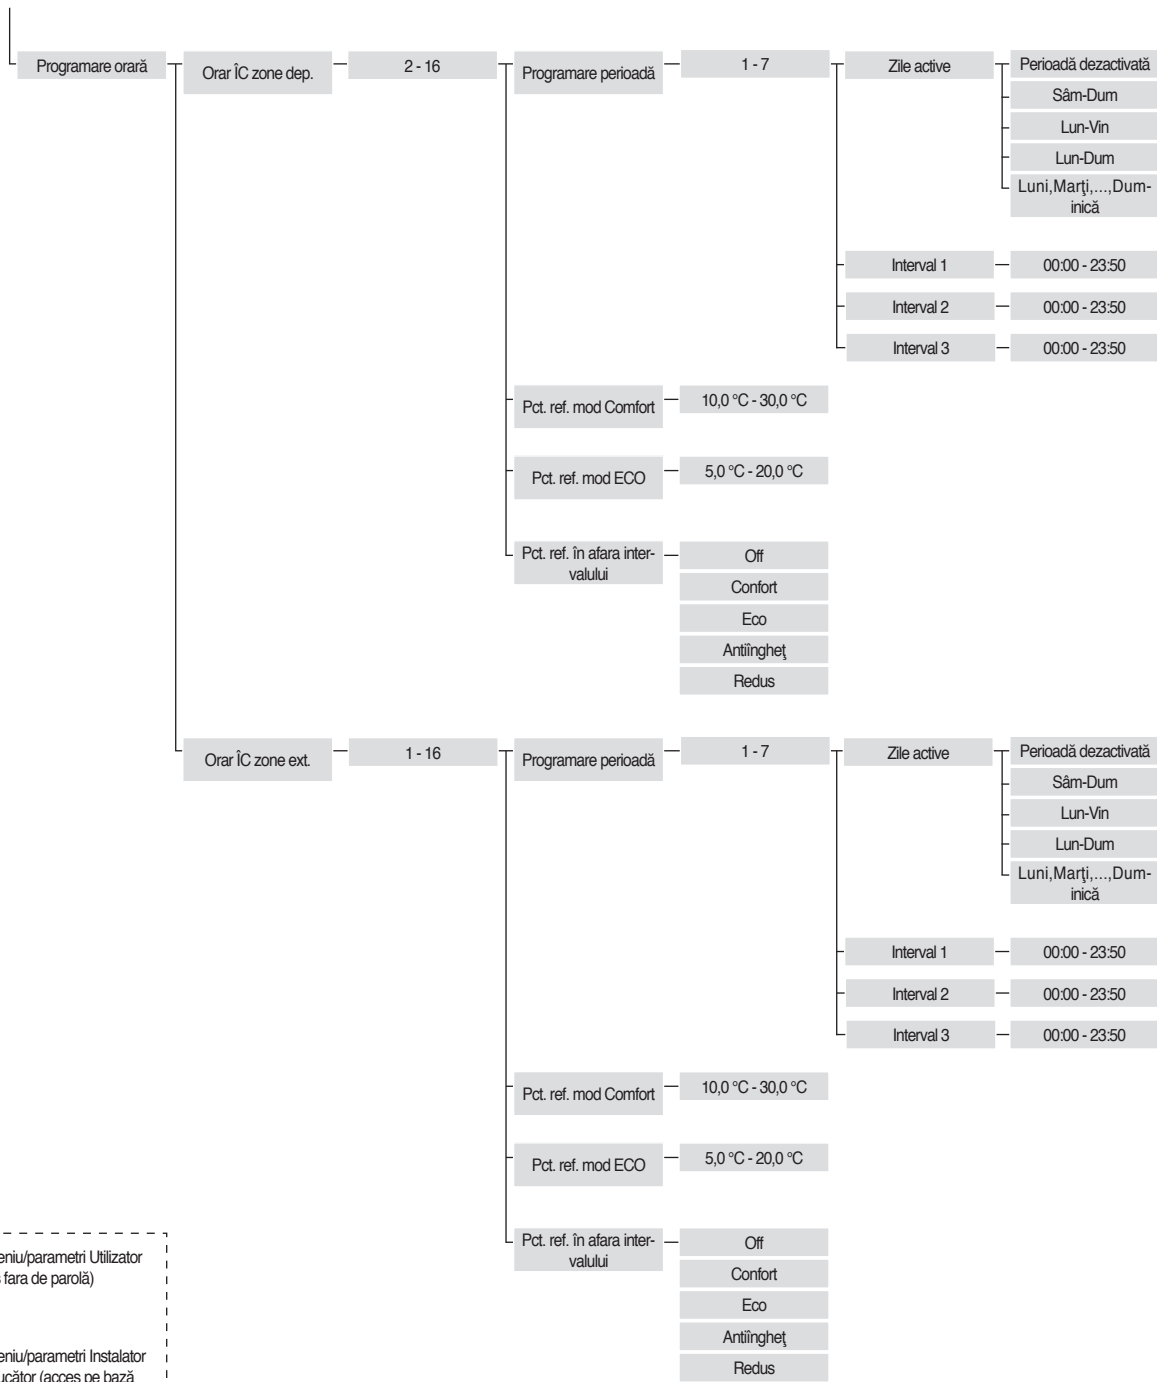 Programare orară
Orar ÎC zone dep.
2 - 16
Programare perioadă
1 - 7
Zile active
Perioadă dezactivată
Sâm-Dum
Lun-Vin
Lun-Dum
Luni,Marţi,...,Dum-
inică
Interval 1
00:00 - 23:50
Interval 2
00:00 - 23:50
Interval 3
00:00 - 23:50
Pct. ref. mod Comfort
10,0 °C - 30,0 °C
Pct. ref. mod ECO
5,0 °C - 20,0 °C
Pct. ref. în afara inter-
valului
Off
Confort
Eco
Antiîngheţ
Redus
Orar ÎC zone ext.
1 - 16
Programare perioadă
1 - 7
Zile active
Perioadă dezactivată
Sâm-Dum
Lun-Vin
Lun-Dum
Luni,Marţi,...,Dum-
inică
Interval 1
00:00 - 23:50
Interval 2
00:00 - 23:50
Interval 3
00:00 - 23:50
Pct. ref. mod Comfort
10,0 °C - 30,0 °C
Pct. ref. mod ECO
5,0 °C - 20,0 °C
Pct. ref. în afara inter-
valului
Off
Confort
Eco
Antiîngheţ
Redus
eniu/parametri Utilizator
fara de parolă)
eniu/parametri Instalator
ucător (acces pe bază